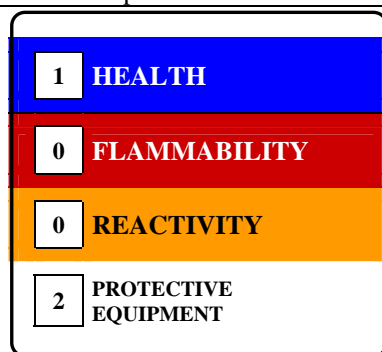 1 HEALTH
0 FLAMMABILITY
0 REACTIVITY
2 PROTECTIVE
EQUIPMENT